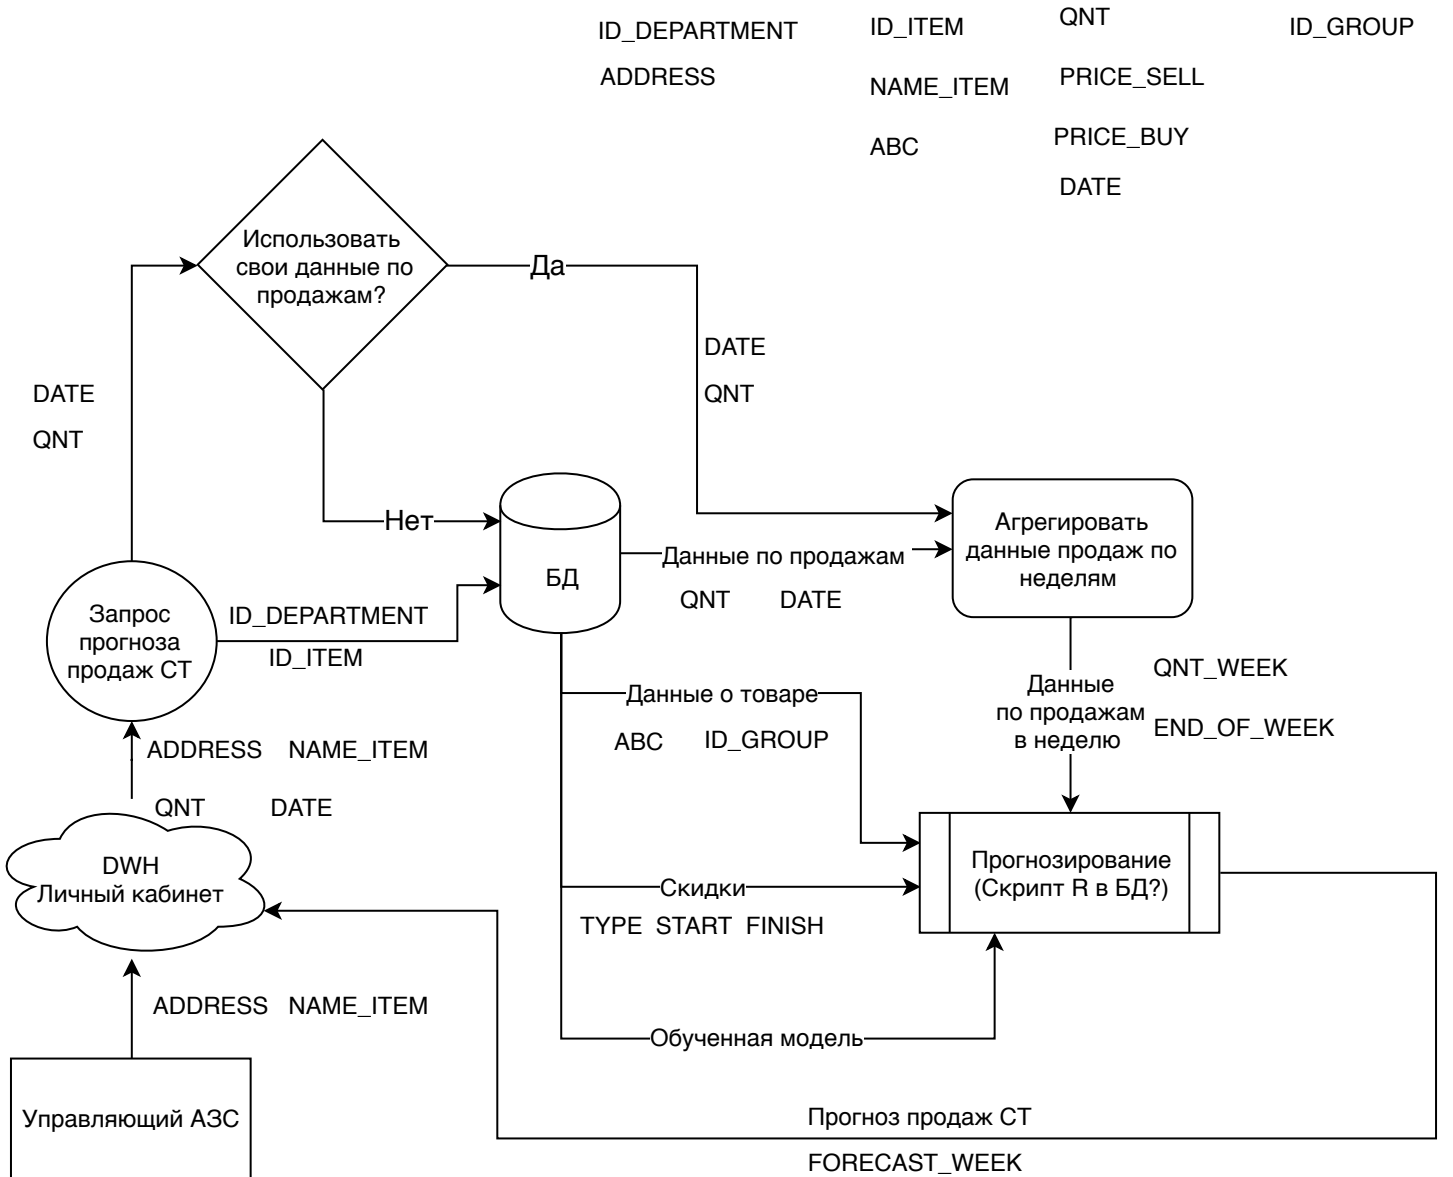 ID_DEPARTMENT
ADDRESS
ID_ITEM
NAME_ITEM
ABC
QNT
PRICE_SELL
PRICE_BUY
DATE
ID_GROUP
Использовать
свои данные по
продажам?
Да
DATE
QNT
DATE
QNT
Нет
БД
Данные по продажам
QNT DATE
Агрегировать
данные продаж по
неделям
Запрос
прогноза
продаж СТ
ID_DEPARTMENT
ID_ITEM
Данные о товаре
ABC ID_GROUP
Данные
по продажам
в неделю
QNT_WEEK
END_OF_WEEK
ADDRESS NAME_ITEM
QNT DATE
DWH
Личный кабинет
Скидки
TYPE START FINISH
Прогнозирование
(Скрипт R в БД?)
ADDRESS NAME_ITEM
Обученная модель
Управляющий АЗС
Прогноз продаж СТ
FORECAST_WEEK